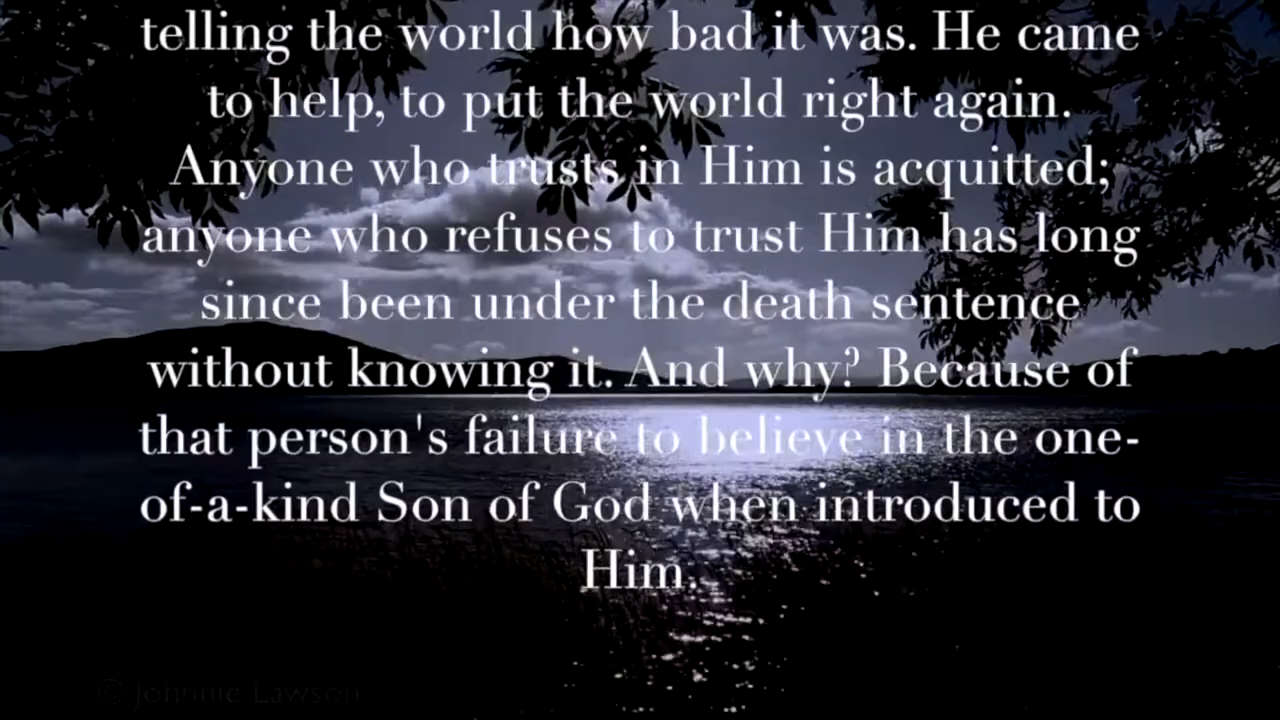 telling the world how bad it was. He came
to help, to put the world right again.
Anyone who trusts in Him is acquitted;
anyone who refuses to trust Him has long
since been under the death sentence
without knowing it. And why? Because of
that person's failure to believe in the one-
of-a-kind Son of God when introduced to
Him.
© Johnnie Lawson